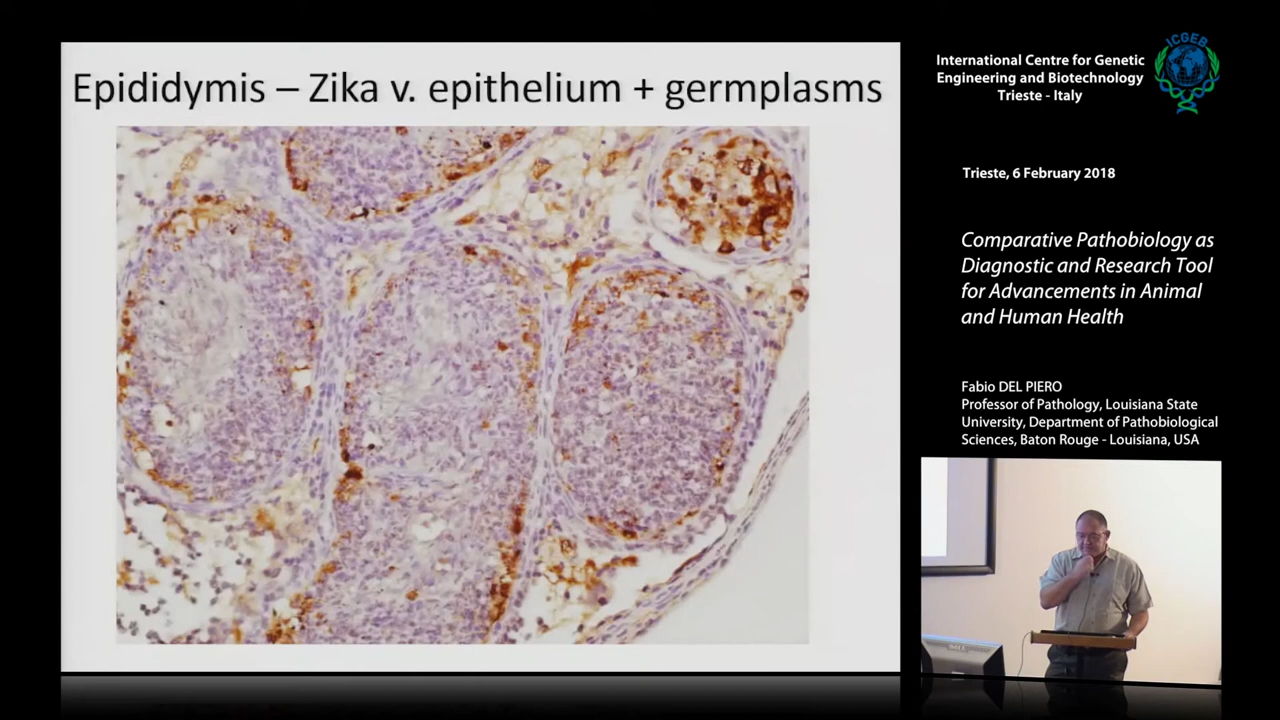 Epididymis – Zika v. epithelium + germplasms
International Centre for Genetic
Engineering and Biotechnology
Trieste - Italy
ICGEB
Trieste, 6 February 2018
Comparative Pathobiology as
Diagnostic and Research Tool
for Advancements in Animal
and Human Health
Fabio DEL PIERO
Professor of Pathology, Louisiana State
University, Department of Pathobiological
Sciences, Baton Rouge - Louisiana, USA
DELL